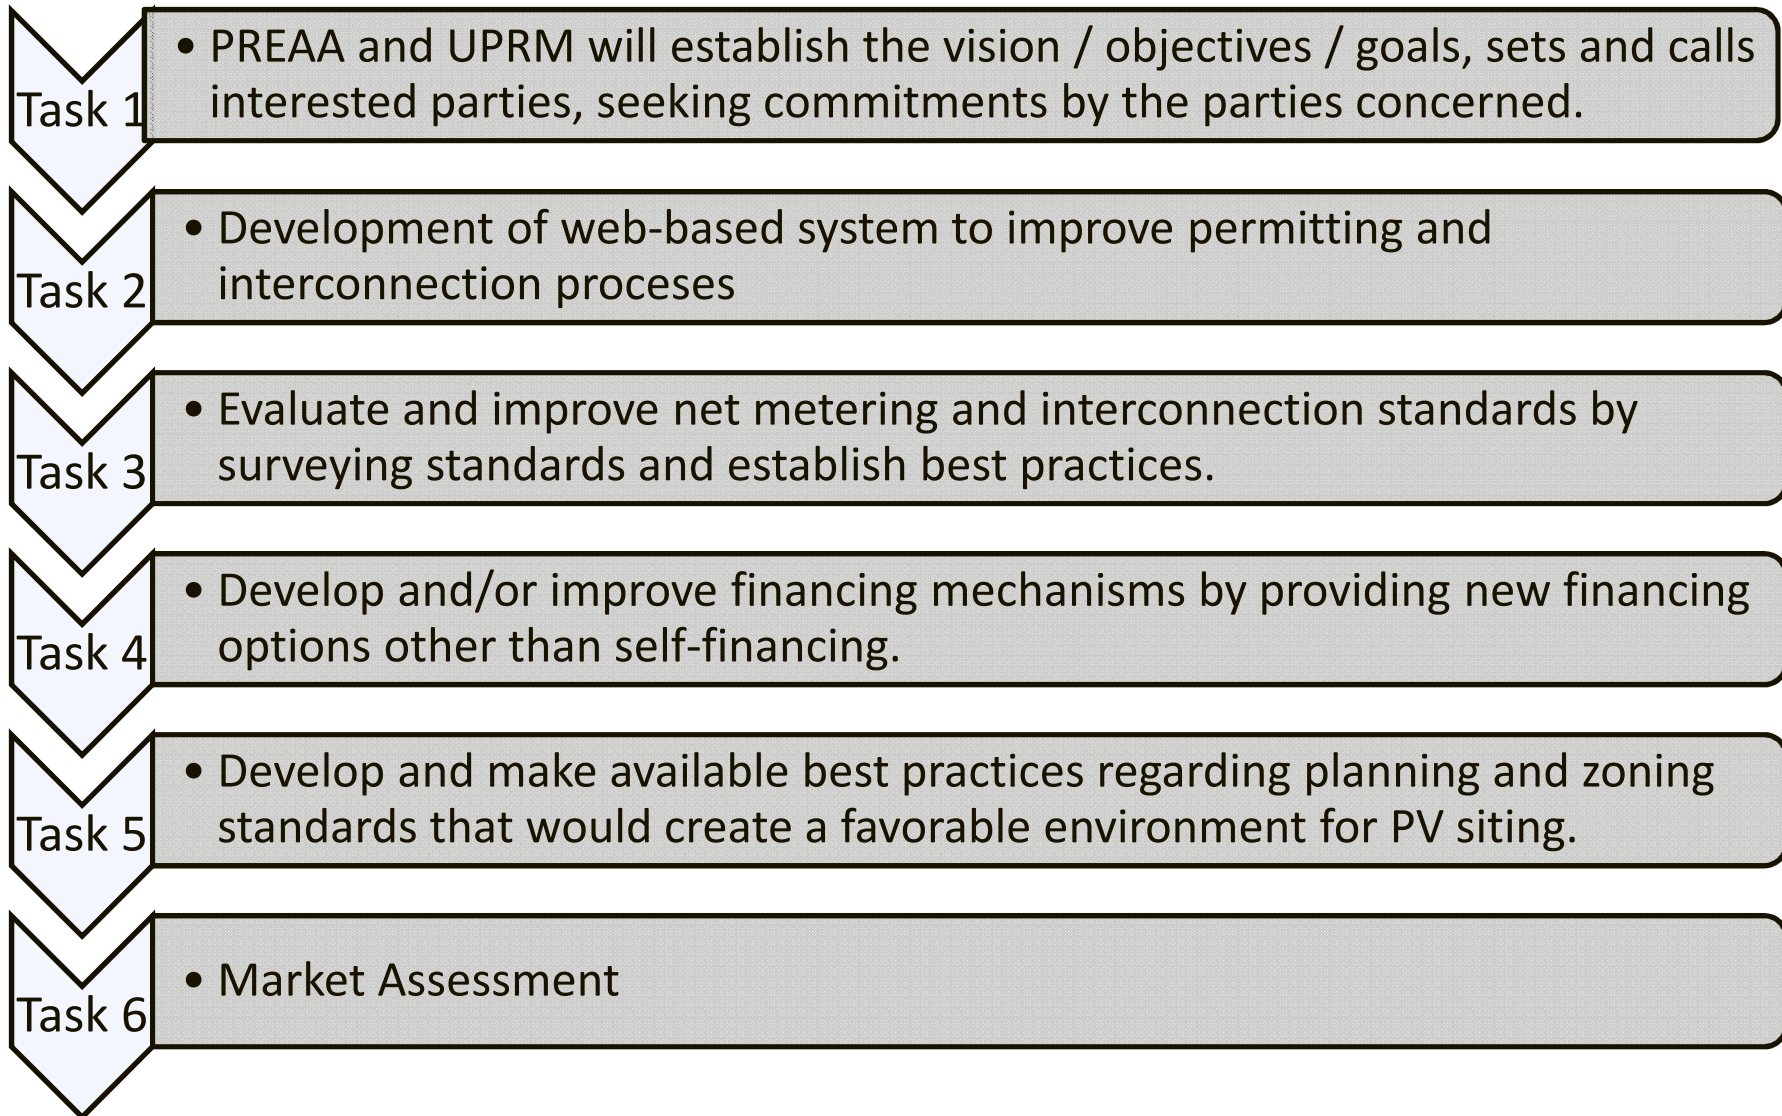 Task 1
• PREAA and UPRM will establish the vision / objectives / goals, sets and calls
interested parties, seeking commitments by the parties concerned.
Task 2
• Development of web-based system to improve permitting and
interconnection proceses
Task 3
• Evaluate and improve net metering and interconnection standards by
surveying standards and establish best practices.
Task 4
• Develop and/or improve financing mechanisms by providing new financing
options other than self-financing.
Task 5
• Develop and make available best practices regarding planning and zoning
standards that would create a favorable environment for PV siting.
Task 6
• Market Assessment